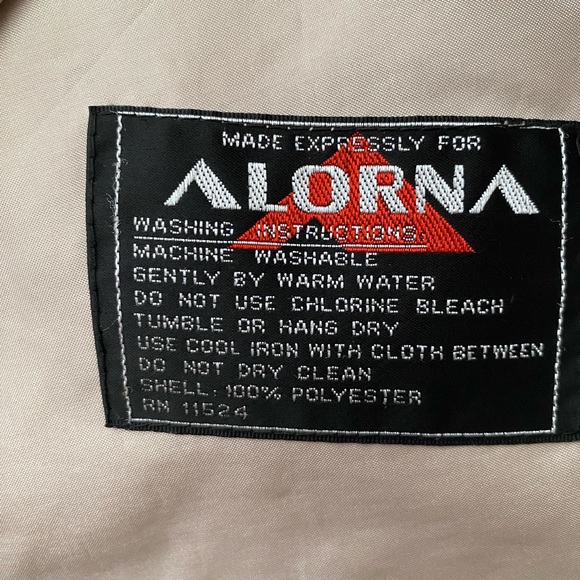 MADE EXPRESSLY FOR
ALORNA
WASHING INSTRUCTIONS
MACHINE WASHABLE
GENTLY BY WARM WATER
DO NOT USE CHLORINE BLEACH
TUMBLE OR HANG DRY
USE COOL IRON WITH CLOTH BETWEEN
DO NOT DRY CLEAN
SHELL: 100% POLYESTER
RN 11524